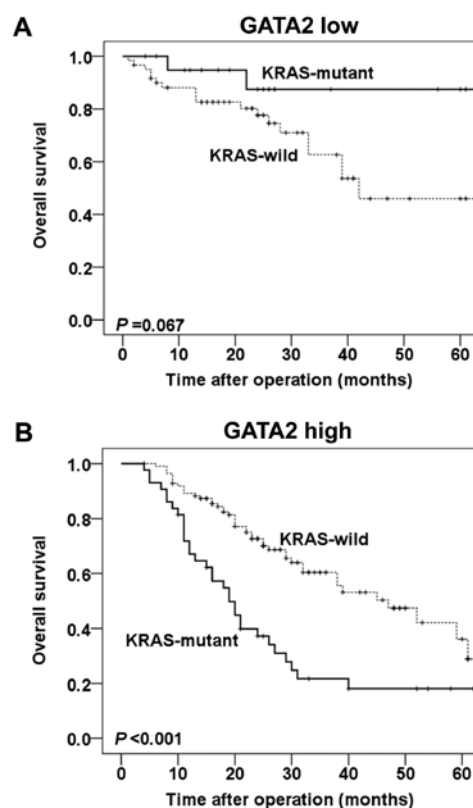 A
GATA2 low
1.0
0.8
0.6
0.4
0.2
0.0
Overall survival
KRAS-mutant
KRAS-wild
P =0.067
0 10 20 30 40 50 60
Time after operation (months)
B
GATA2 high
1.0
0.8
0.6
0.4
0.2
0.0
Overall survival
KRAS-wild
KRAS-mutant
P <0.001
0 10 20 30 40 50 60
Time after operation (months)